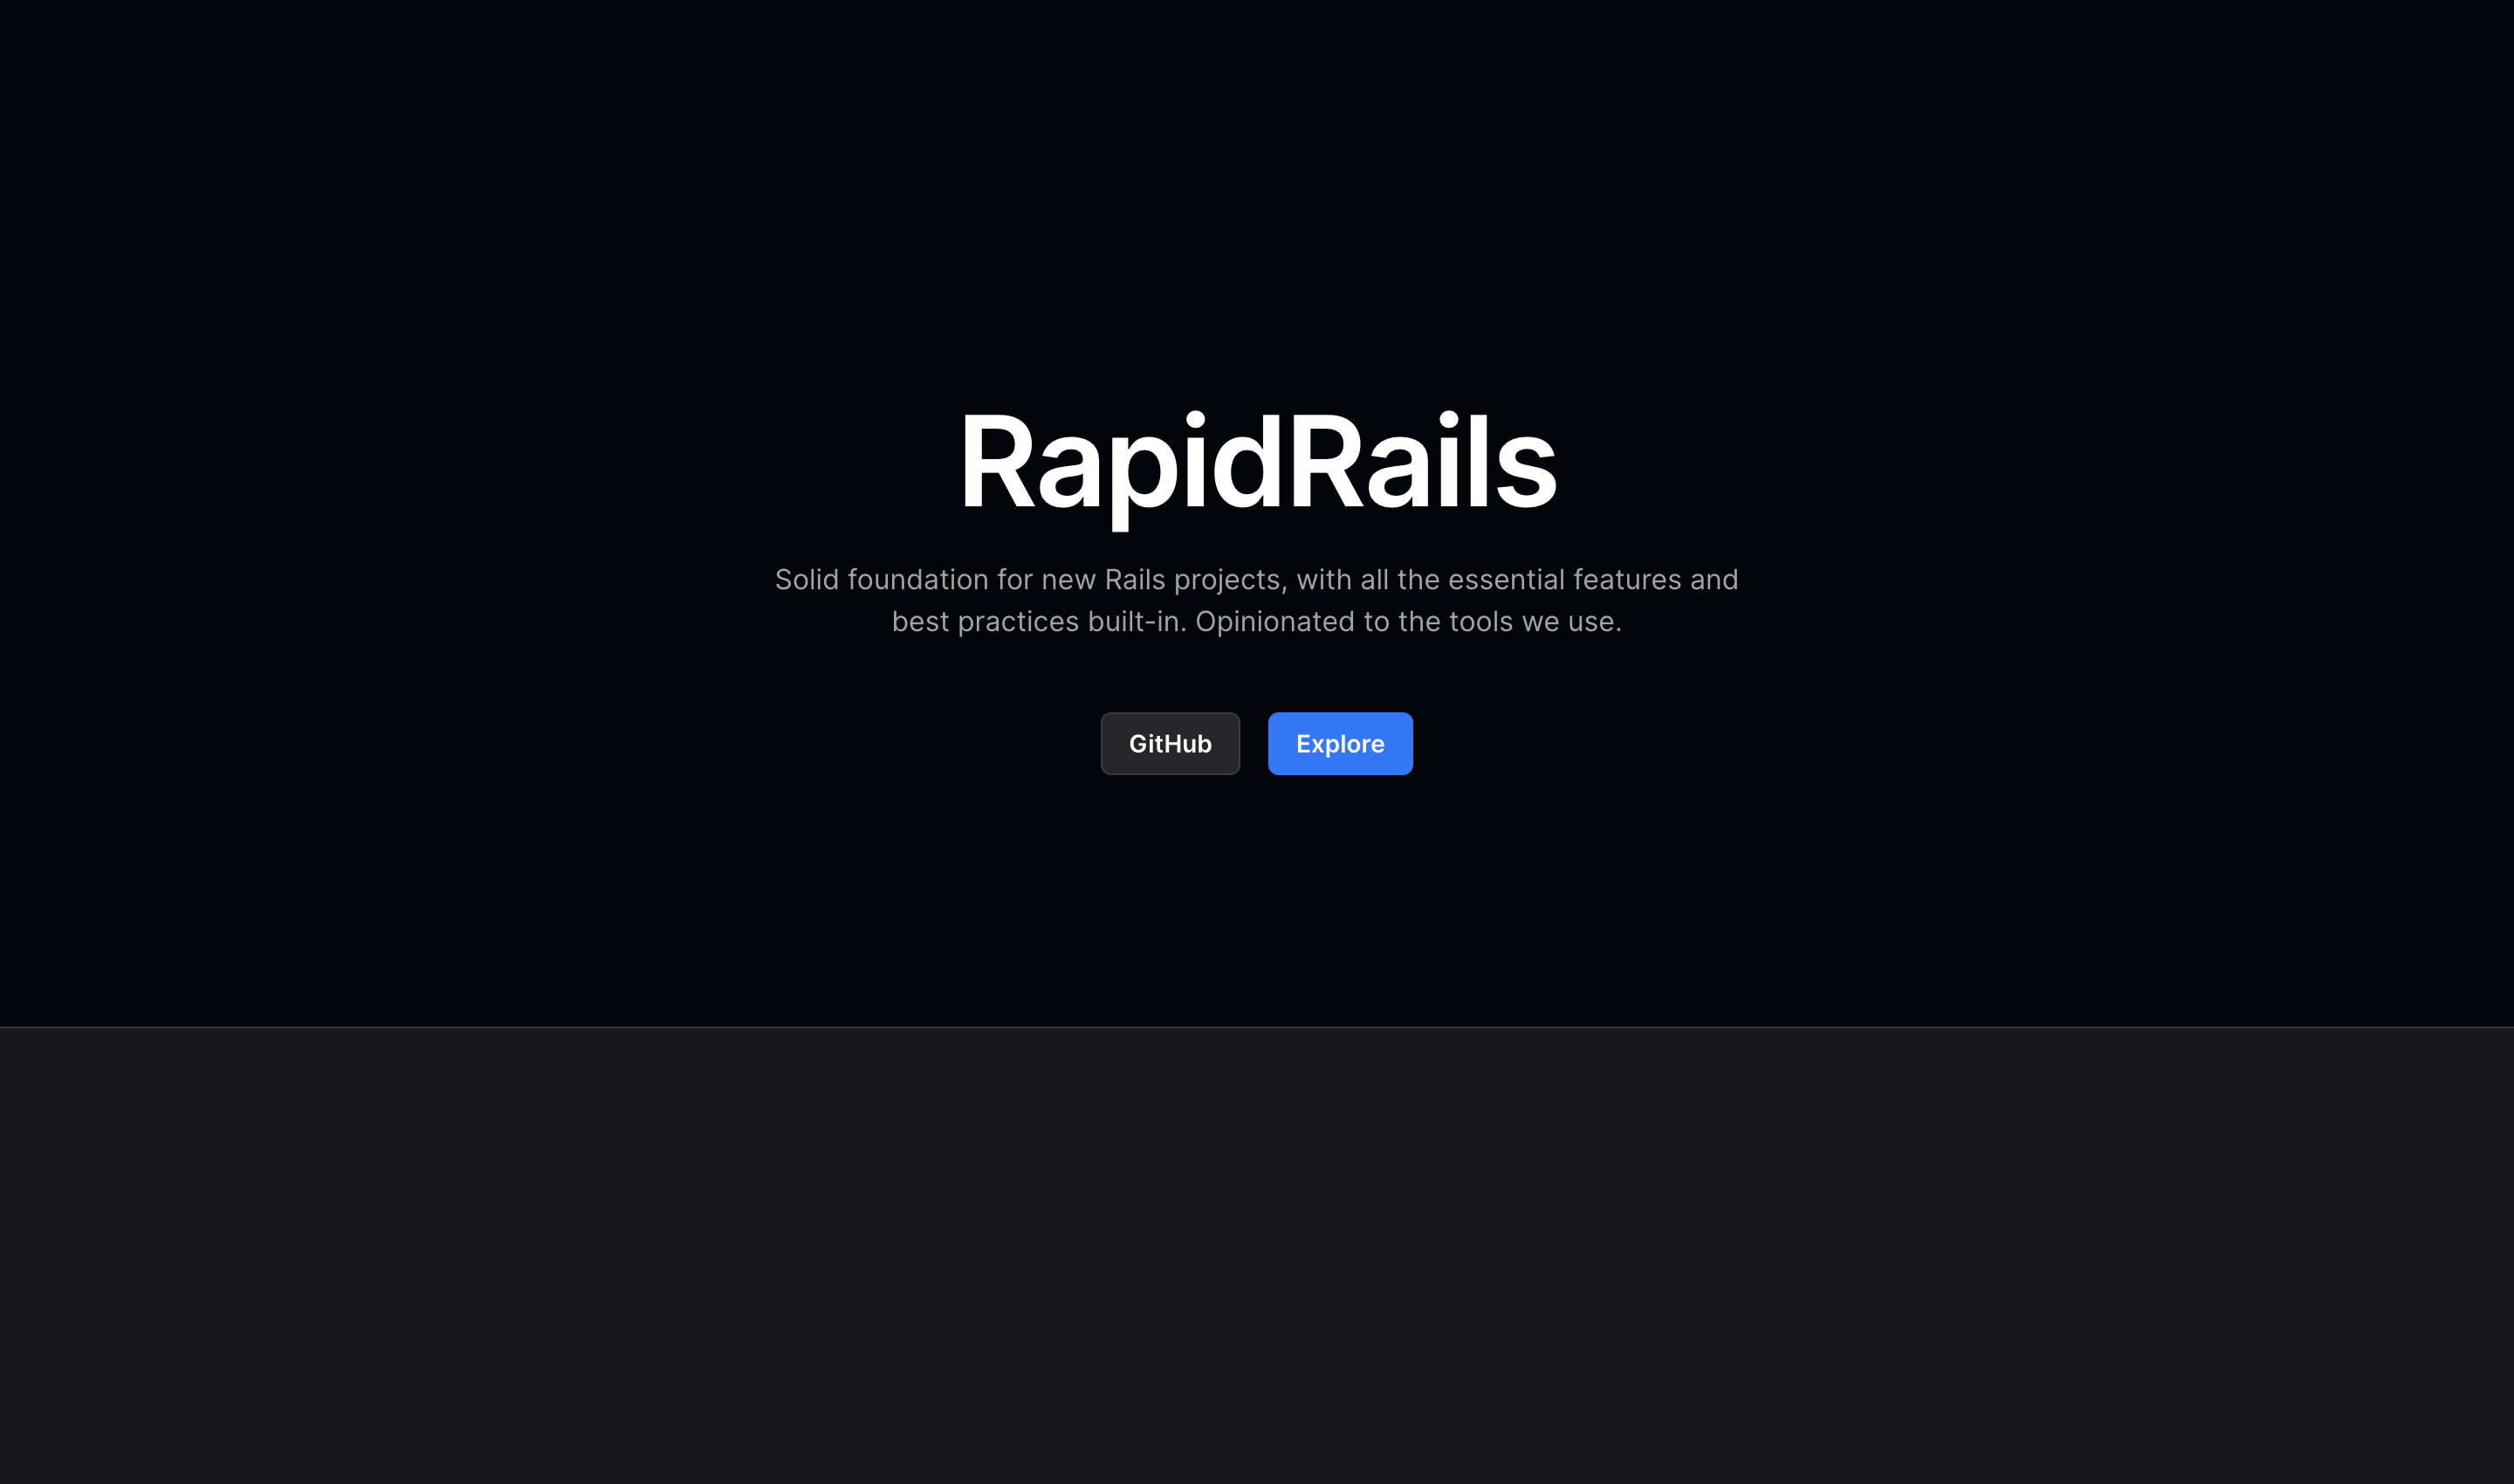 RapidRails
Solid foundation for new Rails projects, with all the essential features and
best practices built-in. Opinionated to the tools we use.
GitHub
Explore